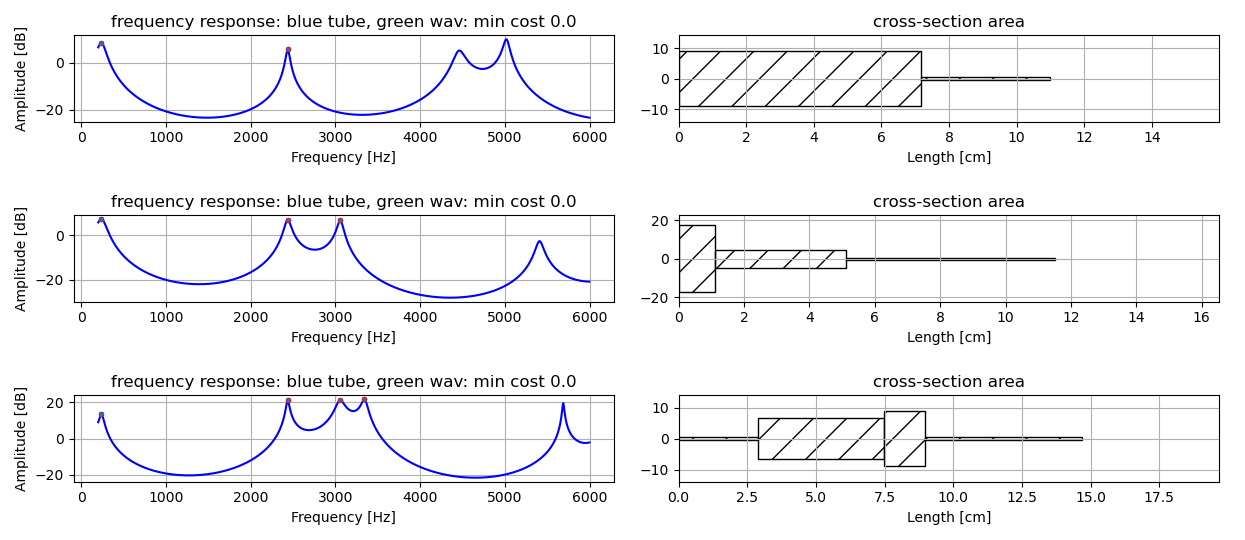 frequency response: blue tube, green wav: min cost 0.0
Amplitude [dB]
0
−20
0 1000 2000 3000 4000 5000 6000
Frequency [Hz]
cross-section area
10
0
−10
0 2 4 6 8 10 12 14
Length [cm]
frequency response: blue tube, green wav: min cost 0.0
Amplitude [dB]
0
−20
0 1000 2000 3000 4000 5000 6000
Frequency [Hz]
cross-section area
20
0
−20
0 2 4 6 8 10 12 14 16
Length [cm]
frequency response: blue tube, green wav: min cost 0.0
Amplitude [dB]
20
0
−20
0 1000 2000 3000 4000 5000 6000
Frequency [Hz]
cross-section area
10
0
−10
0.0 2.5 5.0 7.5 10.0 12.5 15.0 17.5
Length [cm]